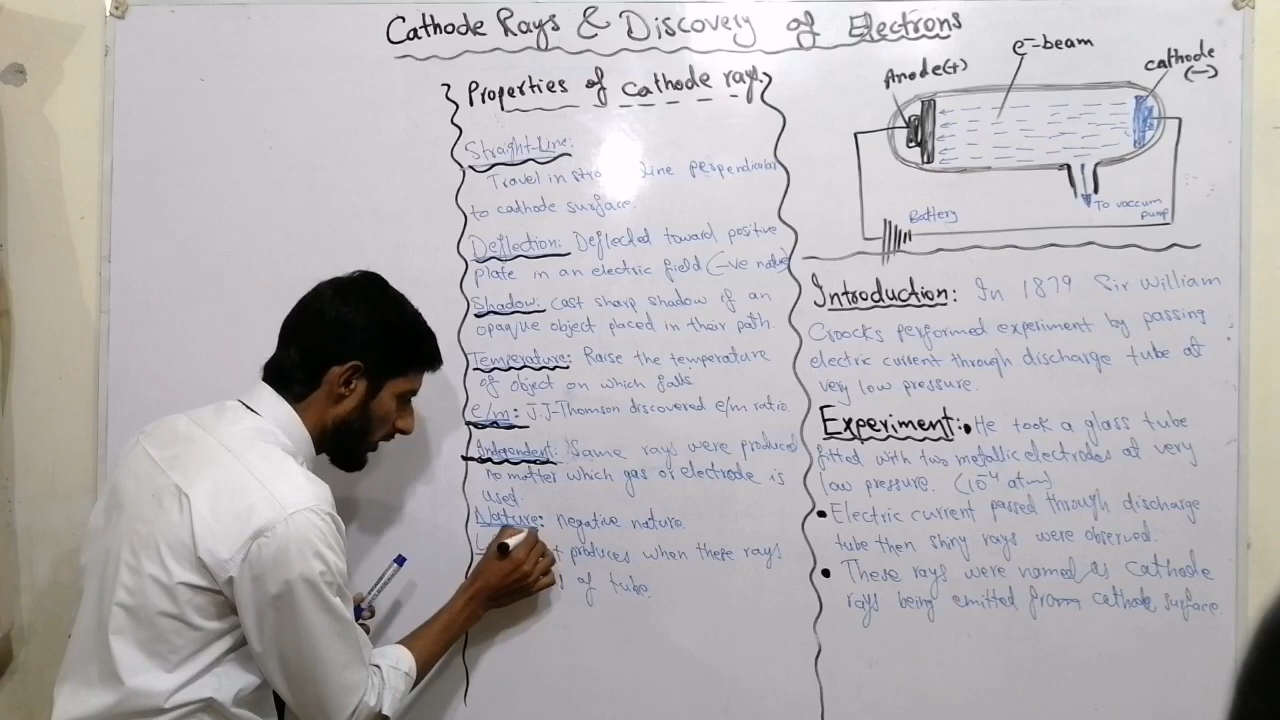 Cathode Rays & Discovery of Electrons
Properties of cathode rays
Straight-Line:
Travel in line perpendicular
to cathode surface.
Deflection: Deflected toward positive
plate in an electric field (-ve nature)
Shadow: cast sharp shadow if an
opaque object placed in their path.
Temperature: Raise the temperature
of object on which falls
e/m: J.J-Thomson discovered e/m ratio.
Independent: Same rays were produced
no matter which gas or electrode is
used.
Nature: negative nature.
produces when these rays
of tube.
Anode(+)
e⁻-beam
cathode
(-)
Battery
To vaccum
pump
Introduction: In 1879 Sir William
Croocks performed experiment by passing
electric current through discharge tube at
very low pressure.
Experiment: • He took a glass tube
fitted with two metallic electrodes at very
low pressure. (10⁻⁴ atm)
• Electric current passed through discharge
tube then shiny rays were observed.
• These rays were named as cathode
rays being emitted from cathode surface.